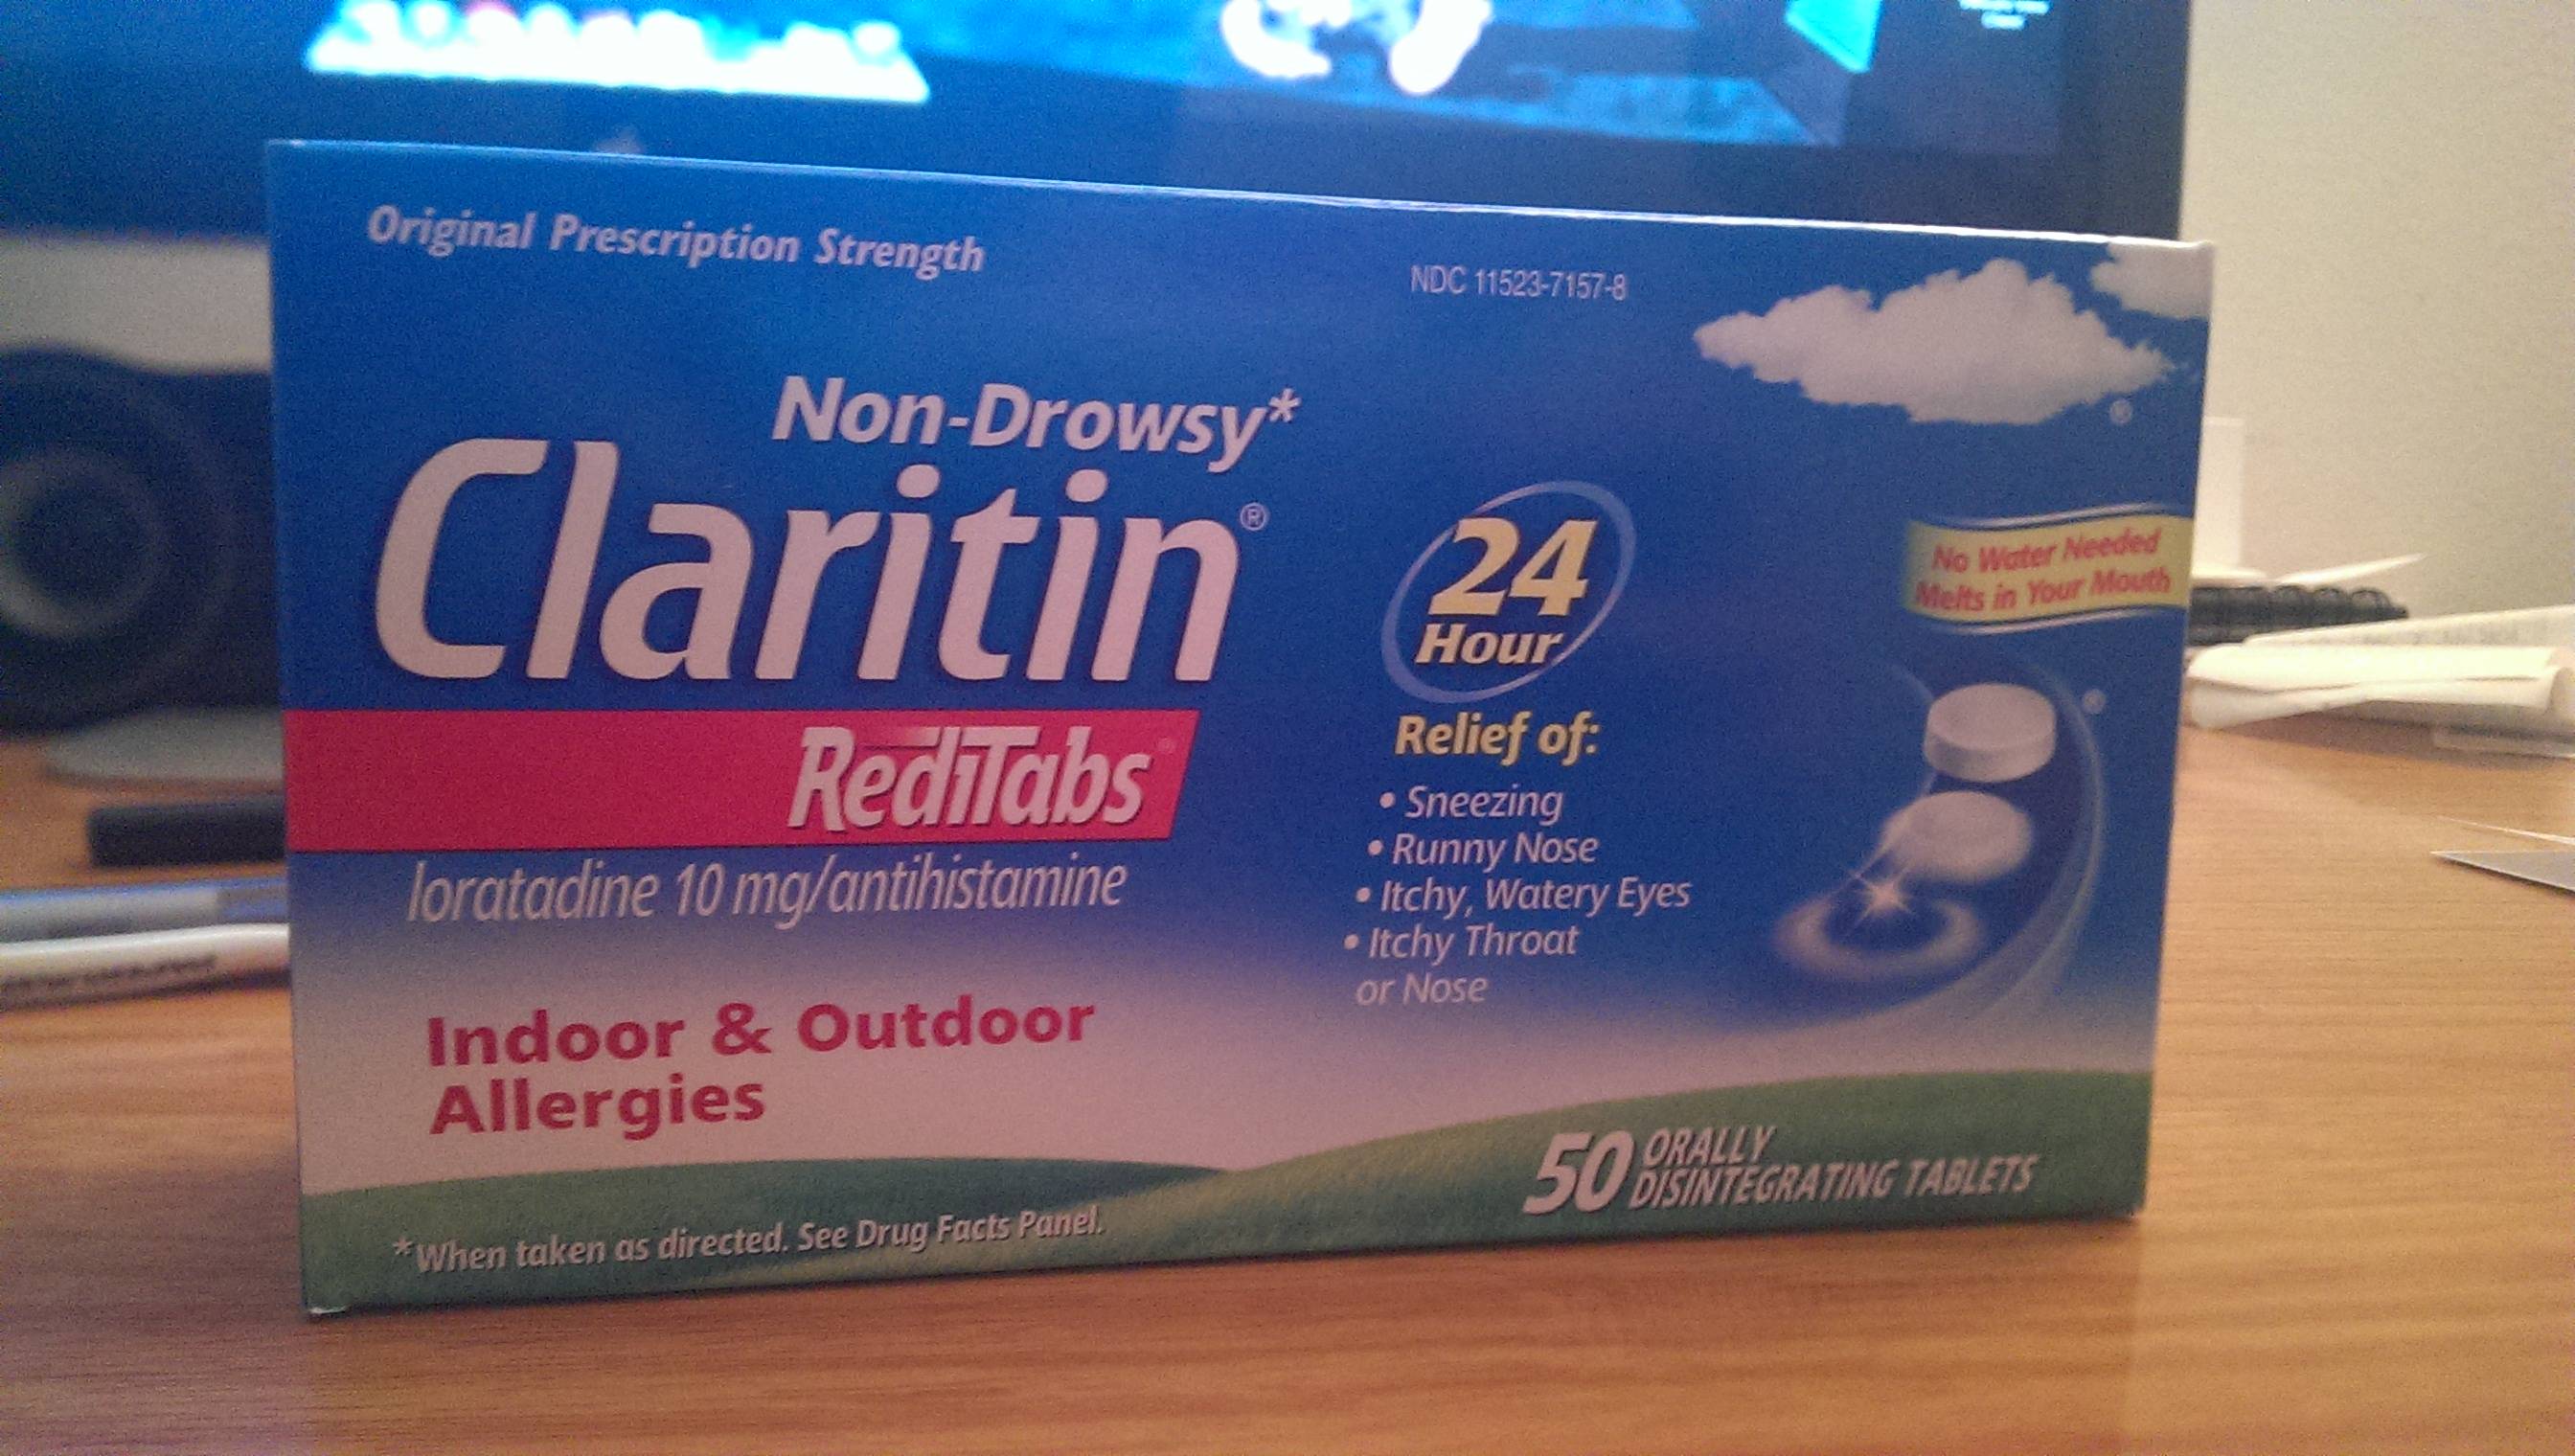 Original Prescription Strength
NDC 11523-7157-8
Non-Drowsy*
Claritin®
RediTabs
loratadine 10 mg/antihistamine
Indoor & Outdoor
Allergies
*When taken as directed. See Drug Facts Panel.
24
Hour
Relief of:
• Sneezing
• Runny Nose
• Itchy, Watery Eyes
• Itchy Throat
or Nose
No Water Needed
Melts in Your Mouth
50 ORALLY
DISINTEGRATING TABLETS